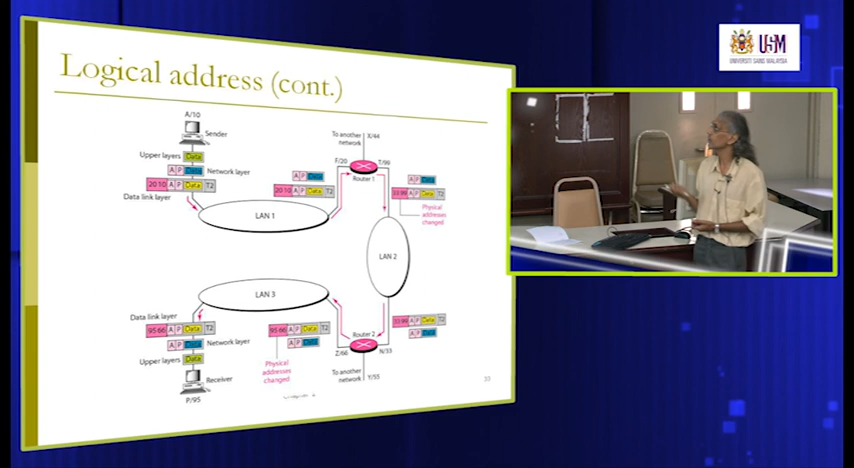 Logical address (cont.)
A/10
Sender
To another network
X/44
Upper layers
Data
F/20
T/99
A P Data
Network layer
A P Data
Router 1
A P Data
20 10 A P Data T2
20 10 A P Data T2
33 99 A P Data T2
Data link layer
Physical addresses changed
LAN 1
LAN 2
LAN 3
Data link layer
95 66 A P Data T2
95 66 A P Data T2
Router 2
33 99 A P Data T2
A P Data
Network layer
A P Data
A P Data
Z/66
N/33
Upper layers
Data
Physical addresses changed
To another network
Y/55
Receiver
P/95
USM
UNIVERSITI SAINS MALAYSIA